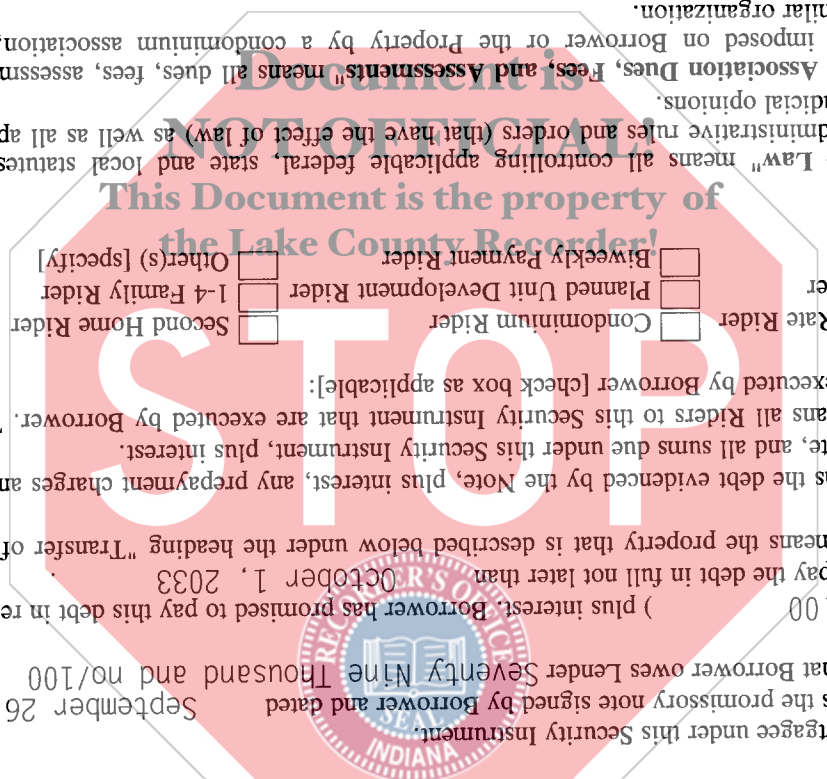 tgagee under this Security Instrument.
s the promissory note signed by Borrower and dated September 26
hat Borrower owes Lender Seventy Nine Thousand and no/100
00 ) plus interest. Borrower has promised to pay this debt in re
pay the debt in full not later than October 1, 2033 .
means the property that is described below under the heading "Transfer of
s the debt evidenced by the Note, plus interest, any prepayment charges an
te, and all sums due under this Security Instrument, plus interest.
ans all Riders to this Security Instrument that are executed by Borrower.
executed by Borrower [check box as applicable]:
Rate Rider Condominium Rider Second Home Rider
er Planned Unit Development Rider 1-4 Family Rider
Biweekly Payment Rider Other(s) [specify]
Law" means all controlling applicable federal, state and local statutes
dministrative rules and orders (that have the effect of law) as well as all ap
dicial opinions.
Association Dues, Fees, and Assessments" means all dues, fees, assessm
imposed on Borrower or the Property by a condominium association,
milar organization.
Document is
NOT OFFICIAL!
This Document is the property of
the Lake County Recorder!
STOP
RECORDER'S OFFICE
SEAL
INDIANA